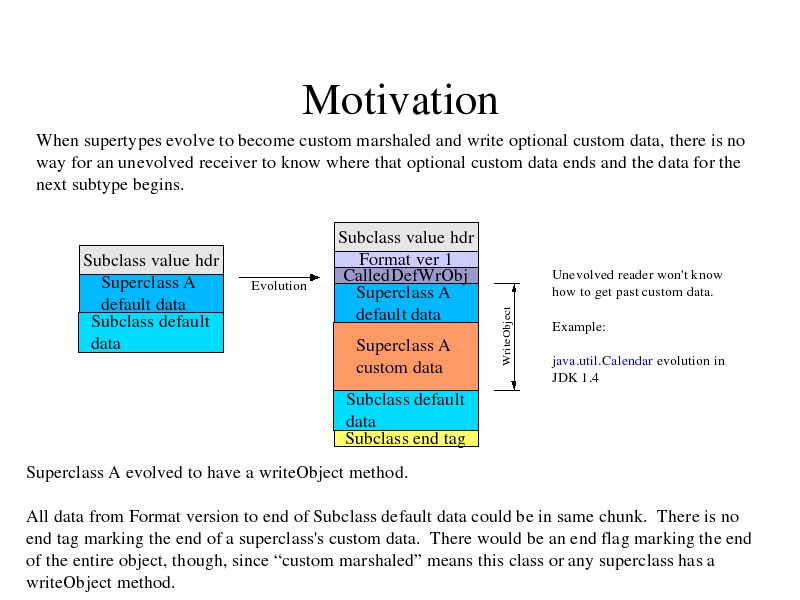 Motivation
When supertypes evolve to become custom marshaled and write optional custom data, there is no
way for an unevolved receiver to know where that optional custom data ends and the data for the
next subtype begins.
Subclass value hdr
Superclass A
default data
Subclass default
data
Evolution
Subclass value hdr
Format ver 1
CalledDefWrObj
Superclass A
default data
Superclass A
custom data
Subclass default
data
Subclass end tag
WriteObject
Unevolved reader won't know
how to get past custom data.
Example:
java.util.Calendar evolution in
JDK 1.4
Superclass A evolved to have a writeObject method.
All data from Format version to end of Subclass default data could be in same chunk.  There is no
end tag marking the end of a superclass's custom data.  There would be an end flag marking the end
of the entire object, though, since “custom marshaled” means this class or any superclass has a
writeObject method.